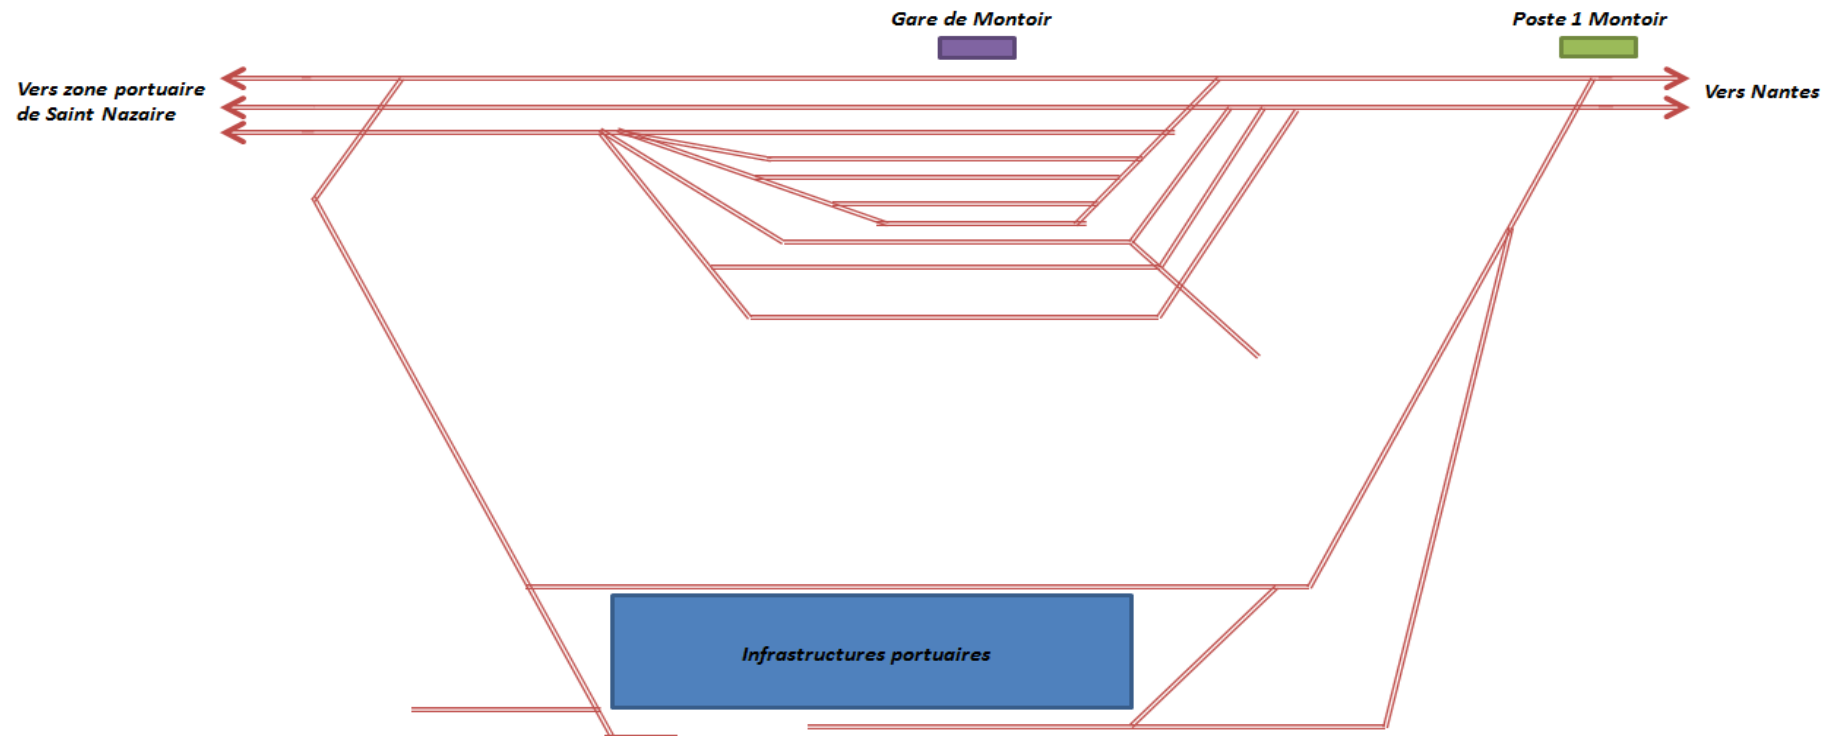 Gare de Montoir
Poste 1 Montoir
Vers zone portuaire
de Saint Nazaire
Vers Nantes
Infrastructures portuaires